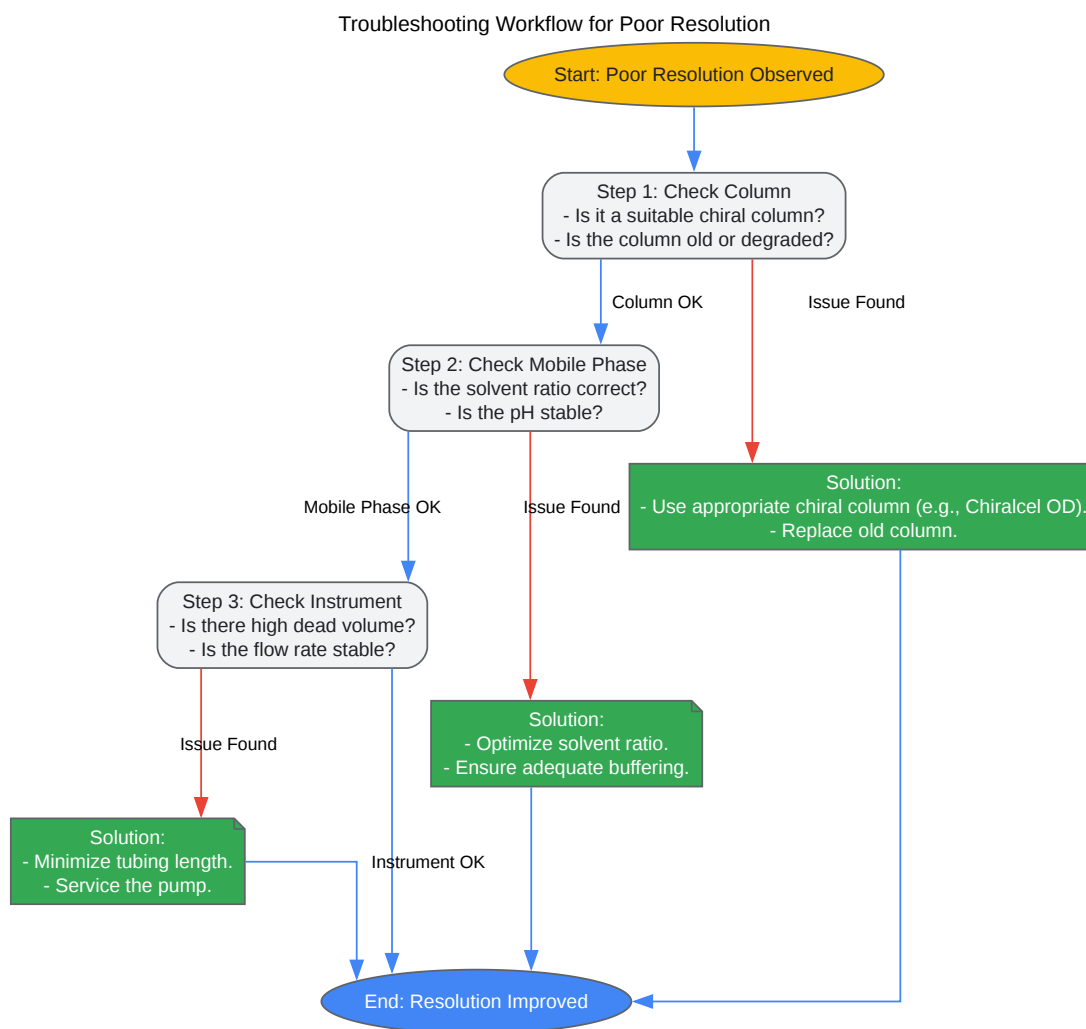 Troubleshooting Workflow for Poor Resolution
Start: Poor Resolution Observed
Step 1: Check Column
- Is it a suitable chiral column?
- Is the column old or degraded?
Column OK
Issue Found
Step 2: Check Mobile Phase
- Is the solvent ratio correct?
- Is the pH stable?
Solution:
- Use appropriate chiral column (e.g., Chiralcel OD).
- Replace old column.
Mobile Phase OK
Issue Found
Step 3: Check Instrument
- Is there high dead volume?
- Is the flow rate stable?
Solution:
- Optimize solvent ratio.
- Ensure adequate buffering.
Issue Found
Solution:
- Minimize tubing length.
- Service the pump.
Instrument OK
End: Resolution Improved